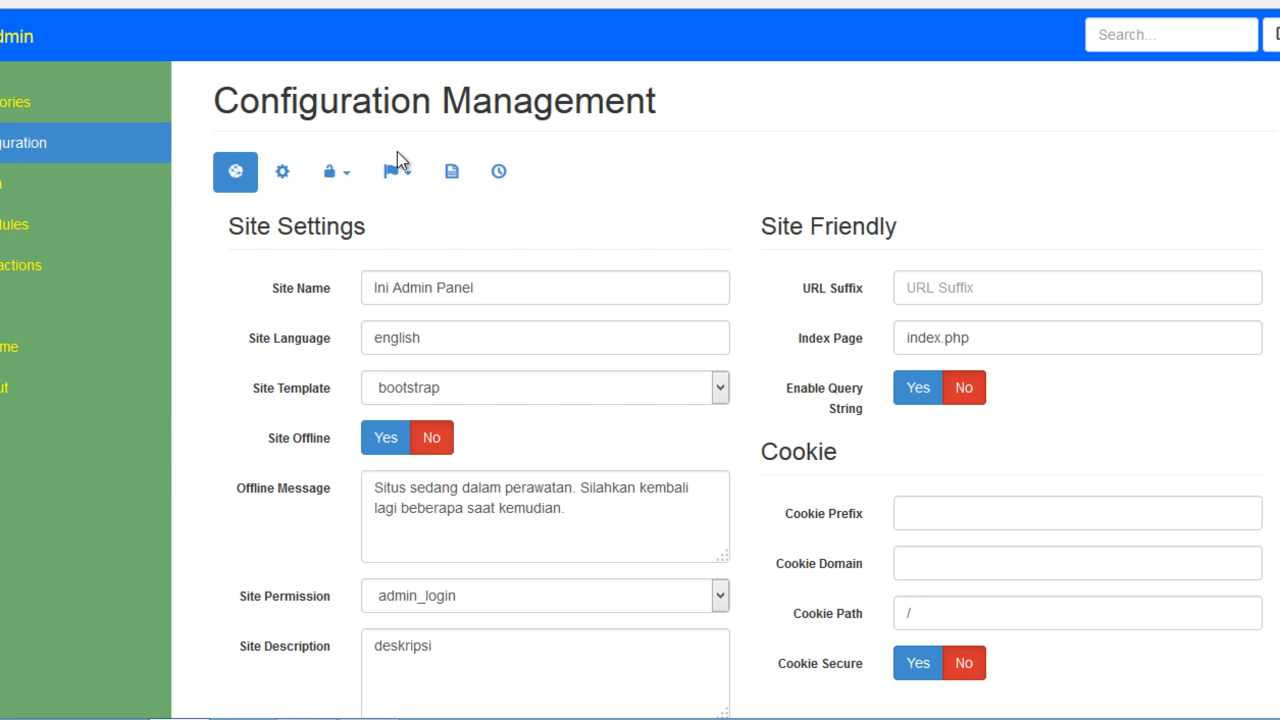 dmin
Search...
ories
guration
ules
actions
me
ut
Configuration Management
Site Settings
Site Name
Ini Admin Panel
Site Language
english
Site Template
bootstrap
Site Offline
Yes No
Offline Message
Situs sedang dalam perawatan. Silahkan kembali
lagi beberapa saat kemudian.
Site Permission
admin_login
Site Description
deskripsi
Site Friendly
URL Suffix
URL Suffix
Index Page
index.php
Enable Query
String
Yes No
Cookie
Cookie Prefix
Cookie Domain
Cookie Path
/
Cookie Secure
Yes No